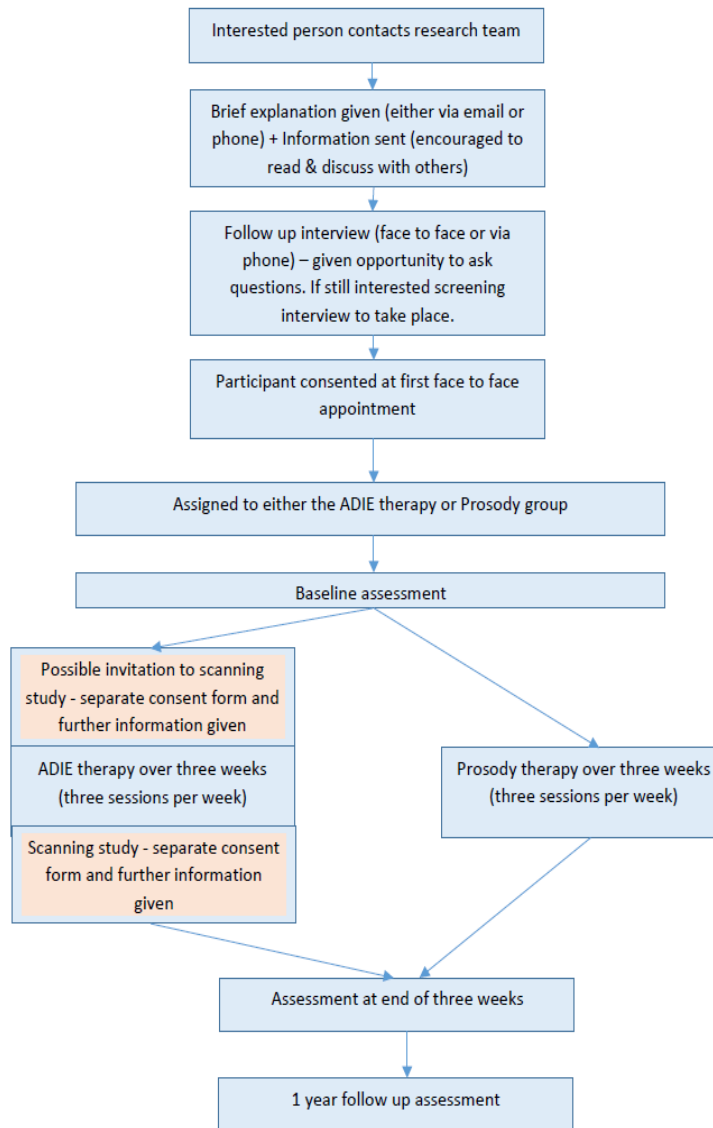 Interested person contacts research team
Brief explanation given (either via email or
phone) + Information sent (encouraged to
read & discuss with others)
Follow up interview (face to face or via
phone) – given opportunity to ask
questions. If still interested screening
interview to take place.
Participant consented at first face to face
appointment
Assigned to either the ADIE therapy or Prosody group
Baseline assessment
Possible invitation to scanning
study - separate consent form and
further information given
ADIE therapy over three weeks
(three sessions per week)
Scanning study - separate consent
form and further information
given
Prosody therapy over three weeks
(three sessions per week)
Assessment at end of three weeks
1 year follow up assessment